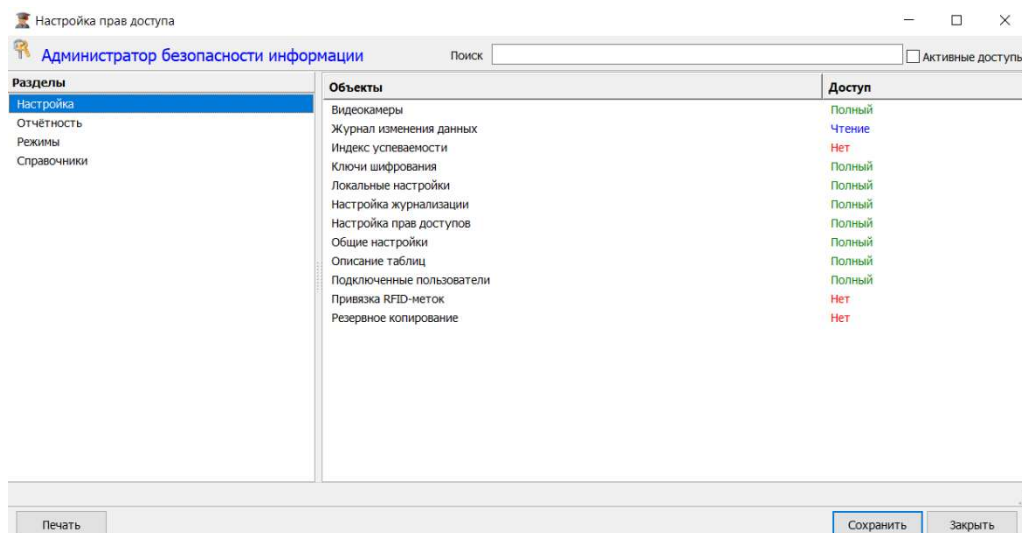 Настройка прав доступа
Администратор безопасности информации Поиск Активные доступы
Разделы
Настройка
Отчётность
Режимы
Справочники
Объекты Доступ
Видеокамеры Полный
Журнал изменения данных Чтение
Индекс успеваемости Нет
Ключи шифрования Полный
Локальные настройки Полный
Настройка журнализации Полный
Настройка прав доступов Полный
Общие настройки Полный
Описание таблиц Полный
Подключенные пользователи Полный
Привязка RFID-меток Нет
Резервное копирование Нет
Печать Сохранить Закрыть